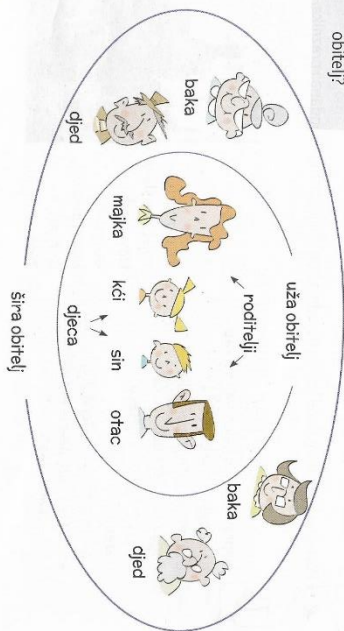 obitelj?
uža obitelj
roditelji
baka
djed
majka
kći
sin
otac
djeca
baka
djed
šira obitelj